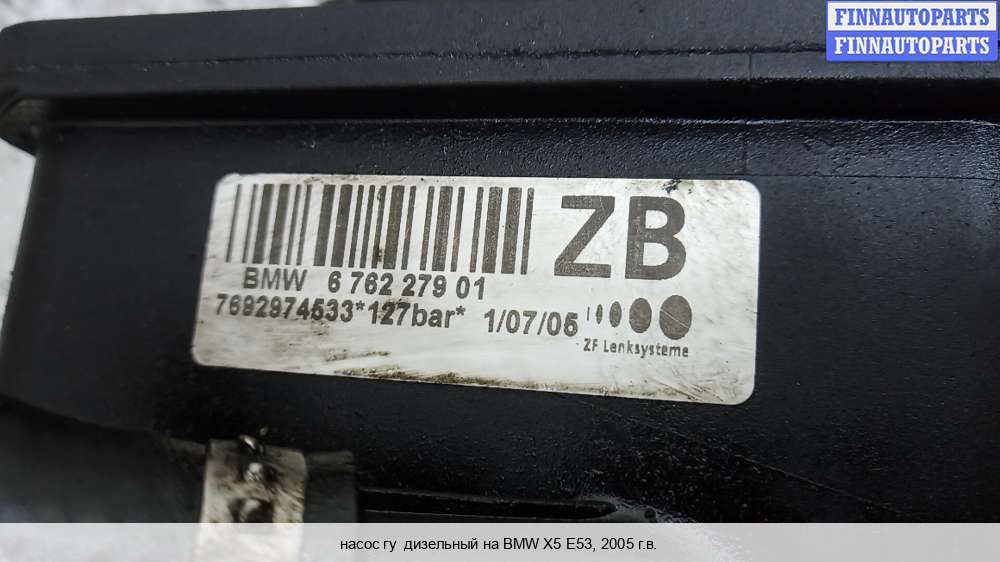 FINNAUTOPARTS
FINNAUTOPARTS
ZB
BMW 6 762 279 01
7692974533*127bar* 1/07/05
ZF Lenksysteme
насос гу дизельный на BMW X5 E53, 2005 г.в.